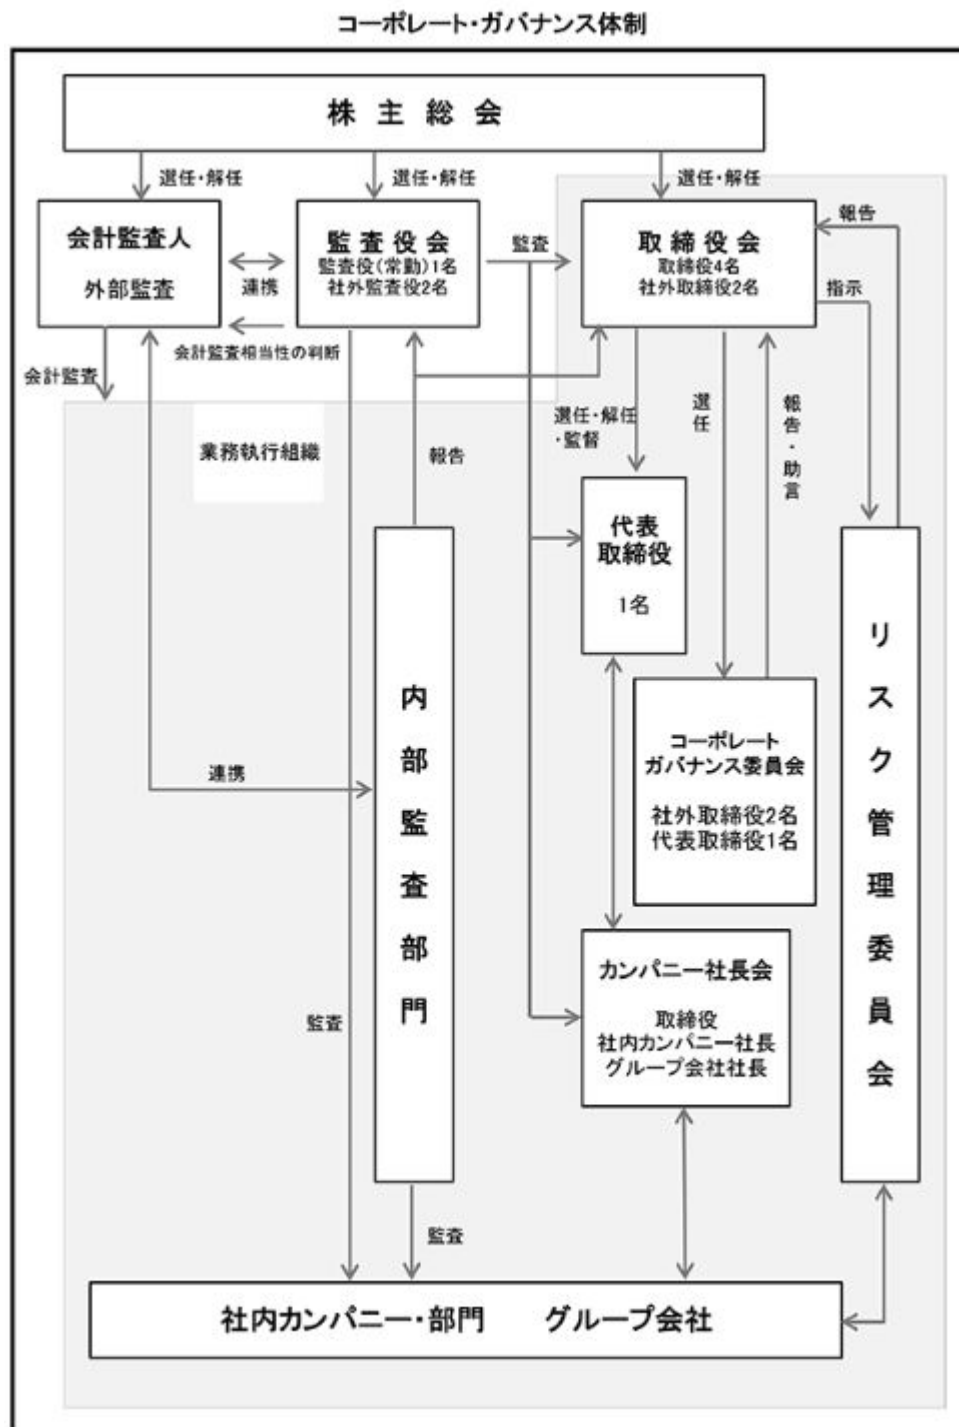 コーポレート・ガバナンス体制
株主総会
選任・解任
選任・解任
選任・解任
会計監査人
外部監査
連携
監査役会
監査役(常勤)1名
社外監査役2名
監査
取締役会
取締役4名
社外取締役2名
報告
指示
会計監査相当性の判断
会計監査
業務執行組織
報告
選任・解任
・監督
選任
報告・助言
代表
取締役
1名
内部監査部門
連携
コーポレート
ガバナンス委員会
社外取締役2名
代表取締役1名
リスク管理委員会
カンパニー社長会
取締役
社内カンパニー社長
グループ会社社長
監査
監査
社内カンパニー・部門 グループ会社